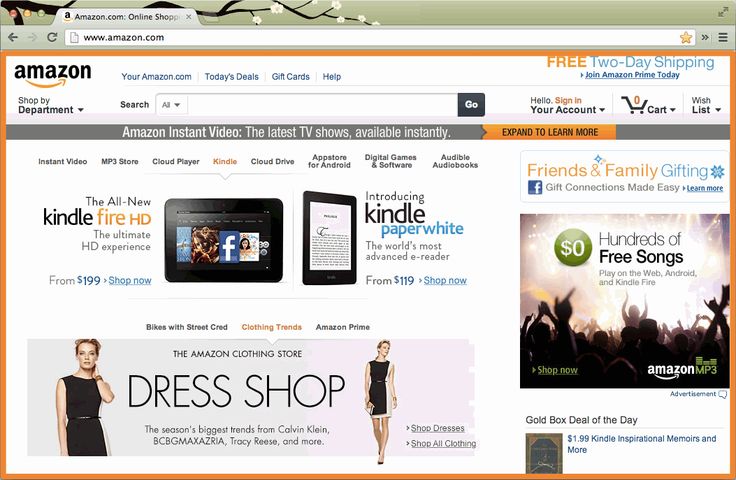 Amazon.com: Online Shopp
www.amazon.com
amazon
Your Amazon.com
Today's Deals
Gift Cards
Help
FREE Two-Day Shipping
Join Amazon Prime Today
Shop by
Department
Search
All
Go
Hello. Sign in
Your Account
0
Cart
Wish
List
Amazon Instant Video: The latest TV shows, available instantly.
EXPAND TO LEARN MORE
Instant Video
MP3 Store
Cloud Player
Kindle
Cloud Drive
Appstore
for Android
Digital Games
& Software
Audible
Audiobooks
The All-New
kindle fire HD
The ultimate
HD experience
From $199
Shop now
Introducing
kindle
paperwhite
The world's most
advanced e-reader
From $119
Shop now
Friends & Family Gifting
Gift Connections Made Easy
Learn more
$0
Hundreds of
Free Songs
Play on the Web, Android,
and Kindle Fire
Shop now
amazonMP3
Advertisement
Bikes with Street Cred
Clothing Trends
Amazon Prime
THE AMAZON CLOTHING STORE
DRESS SHOP
The season's biggest trends from Calvin Klein,
BCBGMAXAZRIA, Tracy Reese, and more.
Shop Dresses
Shop All Clothing
Gold Box Deal of the Day
$1.99 Kindle Inspirational Memoirs and
More